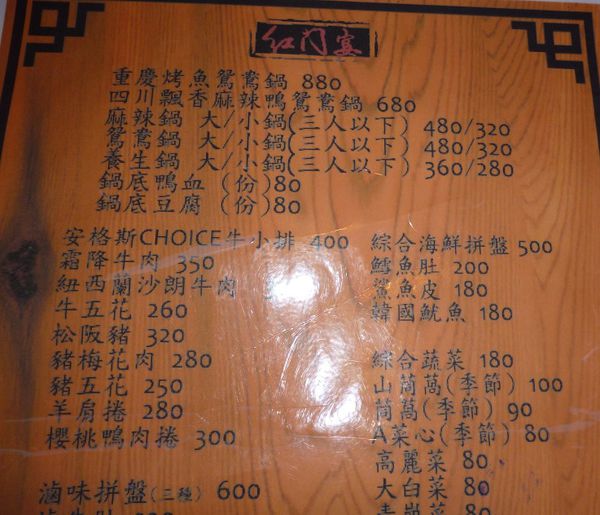 红门宴
重慶烤魚鴛鴦鍋 880
四川飄香麻辣鴨鴛鴦鍋 680
麻辣鍋 大/小鍋(三人以下) 480/320
鴛鴦鍋 大/小鍋(三人以下) 480/320
養生鍋 大/小鍋(三人以下) 360/280
鍋底鴨血 (份)80
鍋底豆腐 (份)80
安格斯CHOICE牛小排 400
霜降牛肉 350
紐西蘭沙朗牛肉
牛五花 260
松阪豬 320
豬梅花肉 280
豬五花 250
羊肩捲 280
櫻桃鴨肉捲 300
滷味拼盤(三種) 600
綜合海鮮拼盤 500
鱈魚肚 200
鯊魚皮 180
韓國魷魚 180
綜合蔬菜 180
山茼萵(季節) 100
茼萵(季節) 90
A菜心(季節) 80
高麗菜 80
大白菜 80